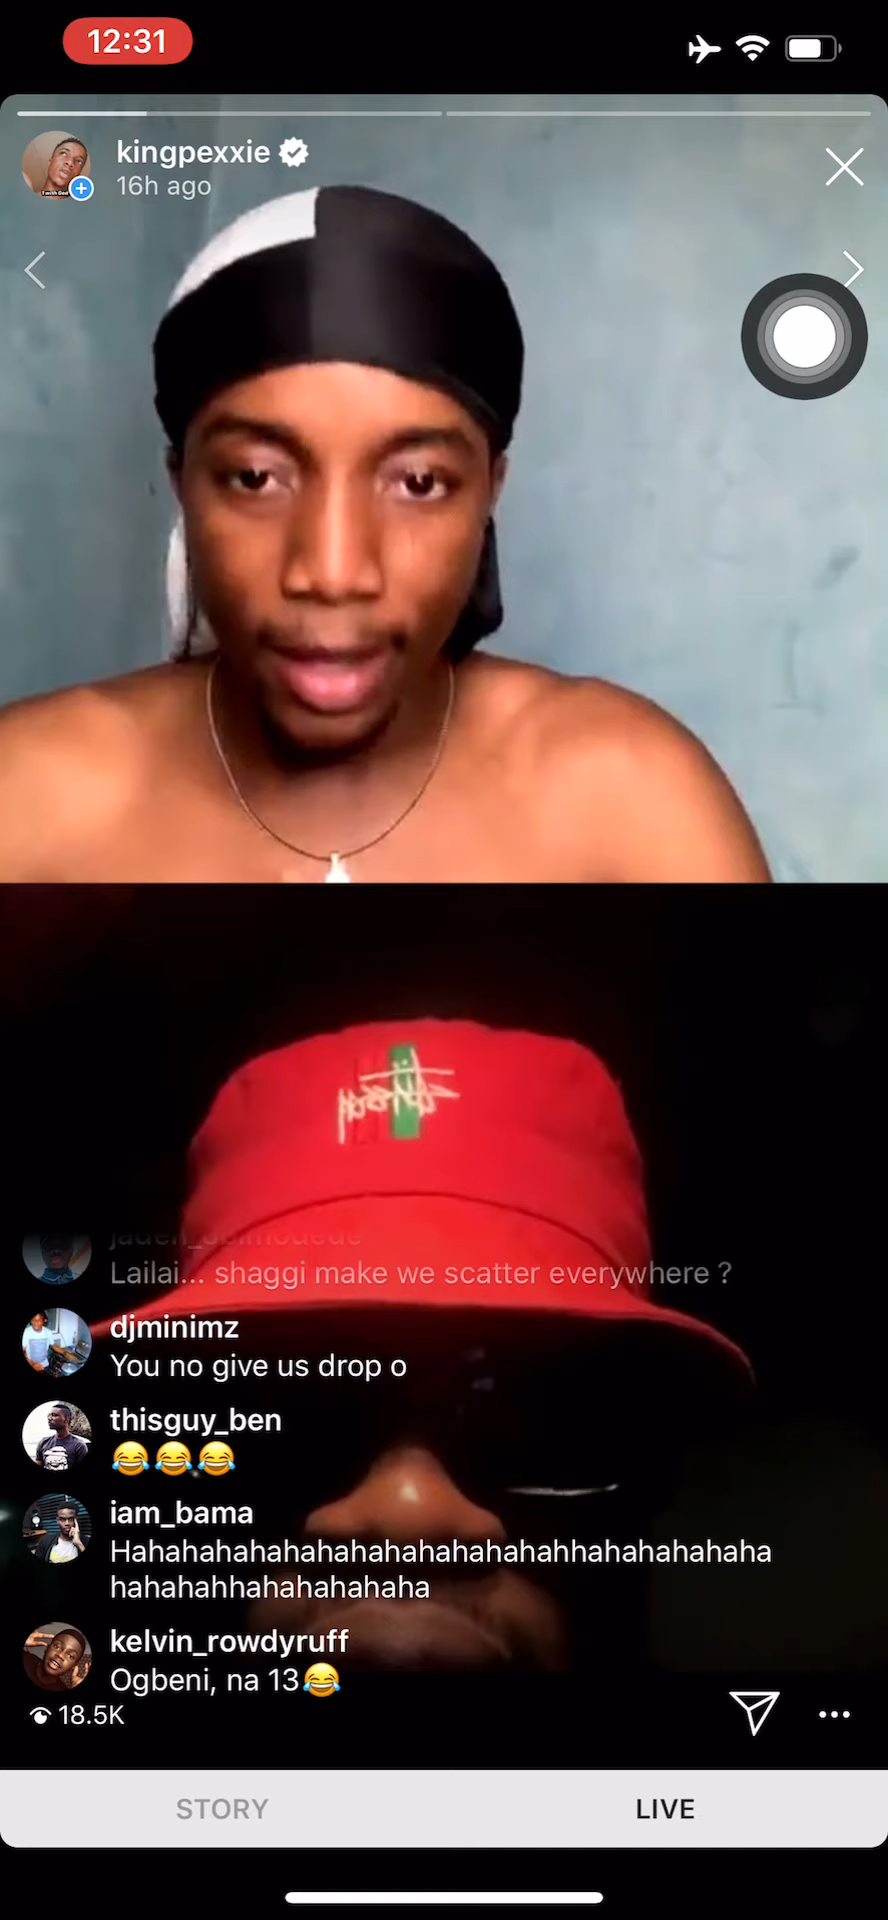 12:31
kingpexxie
16h ago
Lailai... shaggi make we scatter everywhere ?
djminimz
You no give us drop o
thisguy_ben
😂😂😂
iam_bama
Hahahahahahahahahahahahahahhahahahahaha
hahahahhahahahahaha
kelvin_rowdyruff
Ogbeni, na 13😂
18.5K
STORY
LIVE